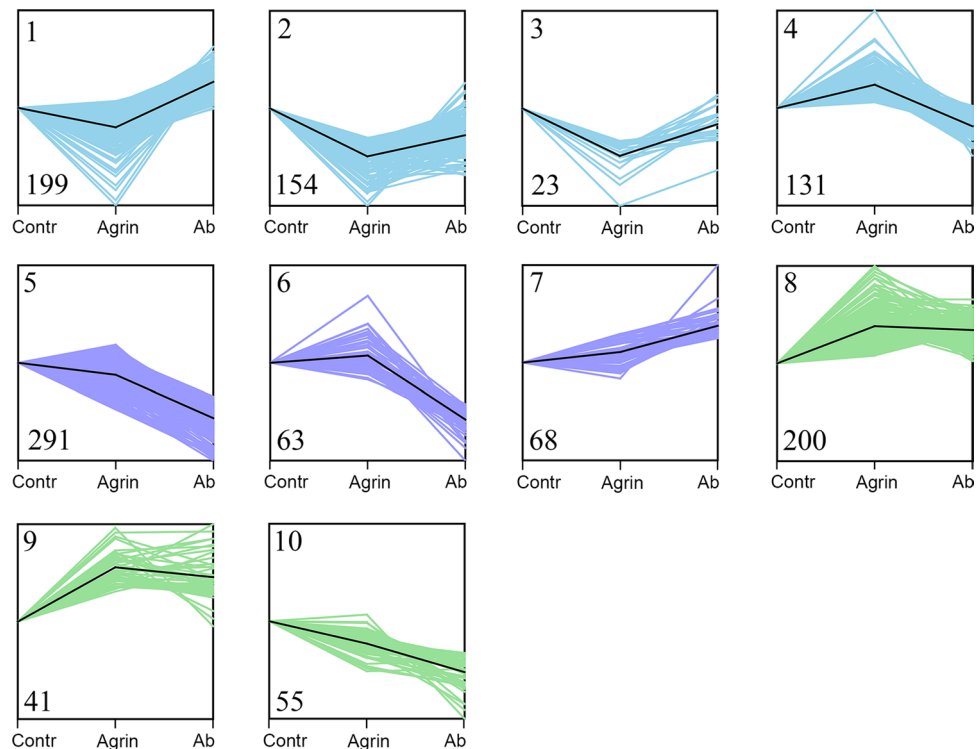 1
199
Contr Agrin Ab
2
154
Contr Agrin Ab
3
23
Contr Agrin Ab
4
131
Contr Agrin Ab
5
291
Contr Agrin Ab
6
63
Contr Agrin Ab
7
68
Contr Agrin Ab
8
200
Contr Agrin Ab
9
41
Contr Agrin Ab
10
55
Contr Agrin Ab